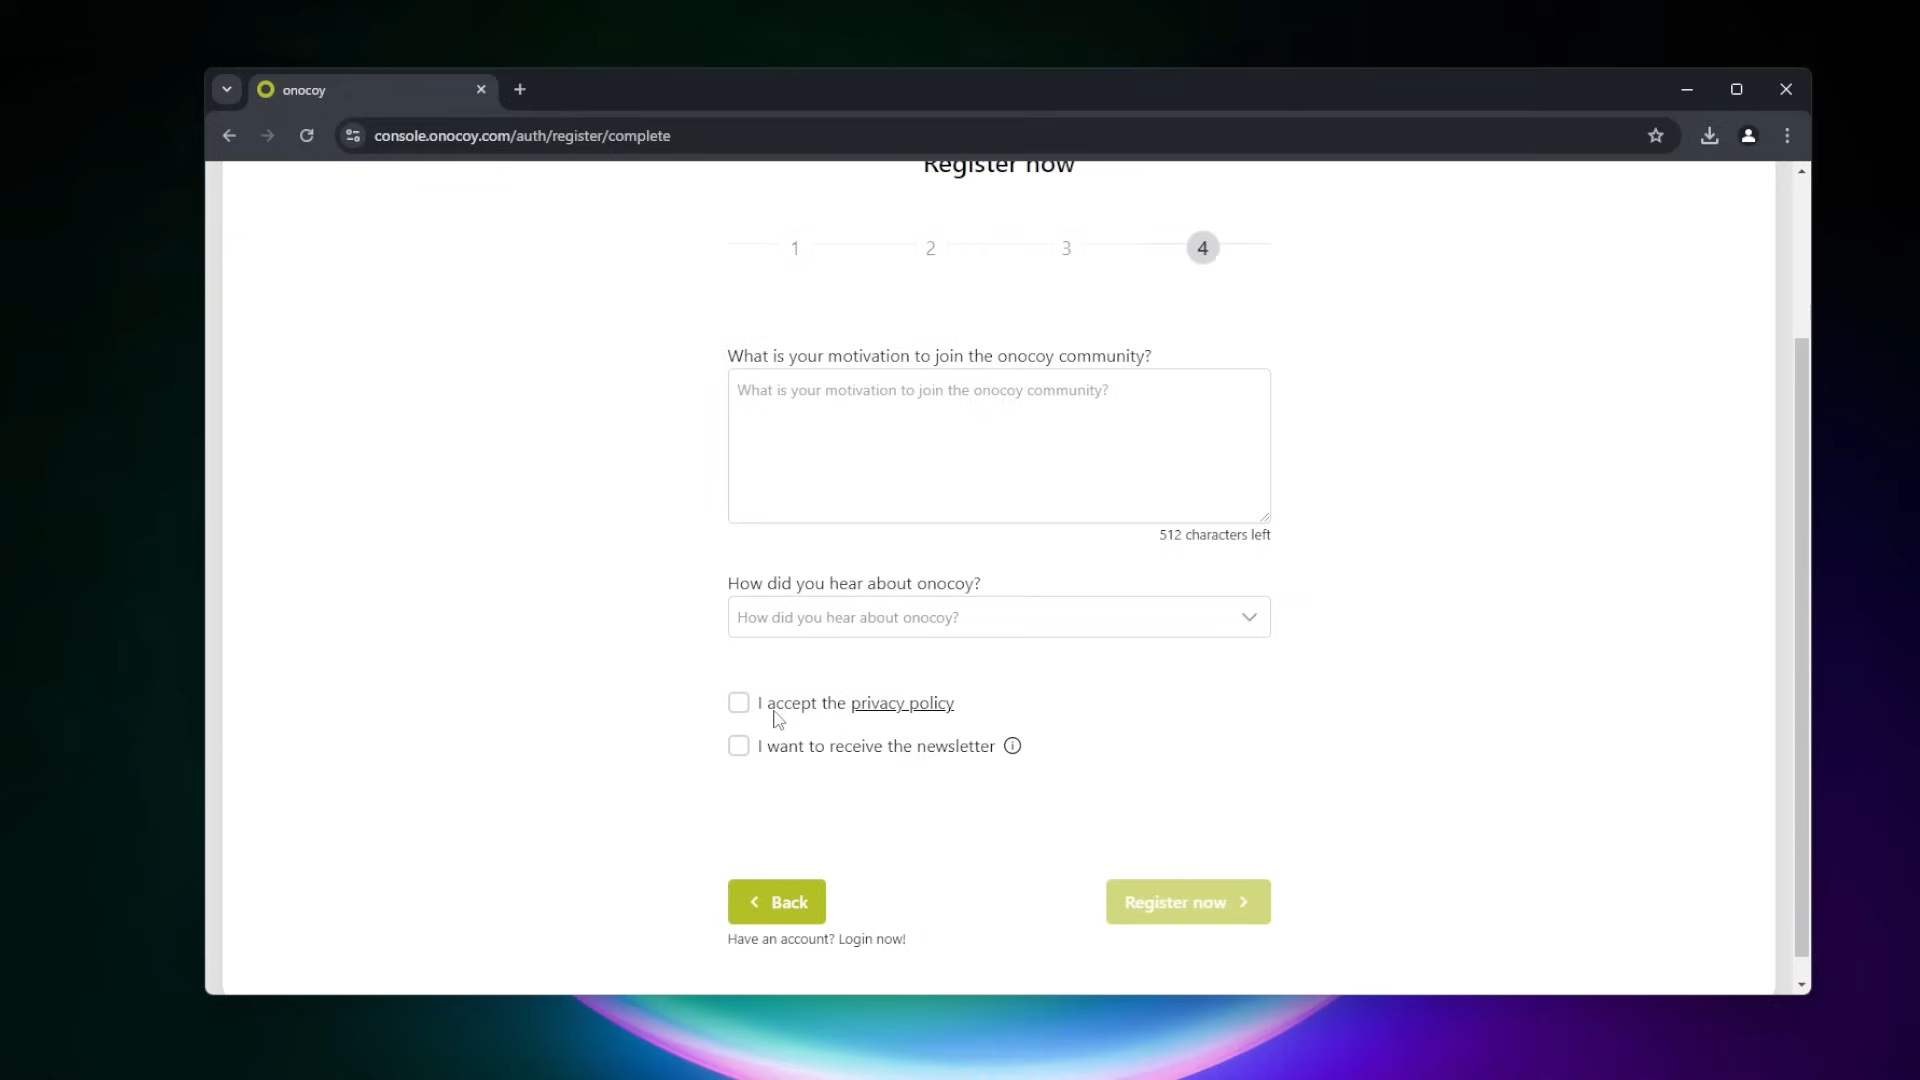 onocoy
console.onocoy.com/auth/register/complete
Register now
1 2 3 4
What is your motivation to join the onocoy community?
What is your motivation to join the onocoy community?
512 characters left
How did you hear about onocoy?
How did you hear about onocoy?
I accept the privacy policy
I want to receive the newsletter
Back
Register now
Have an account? Login now!